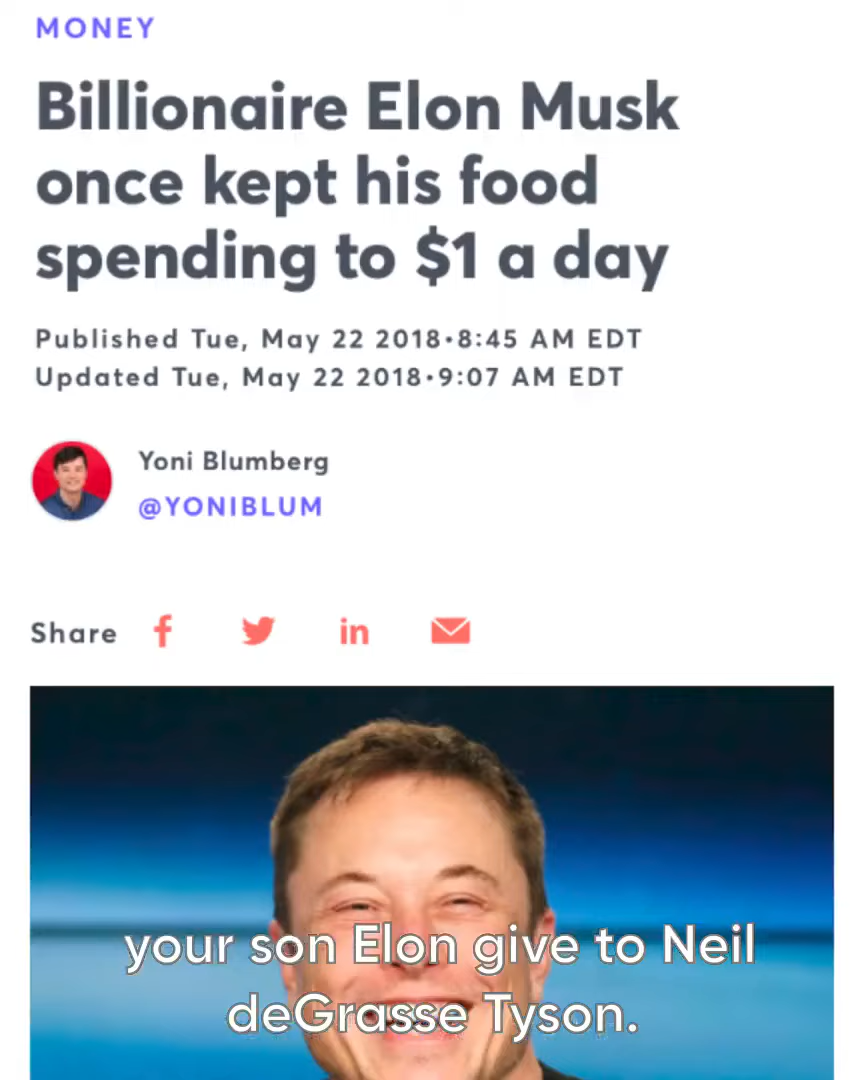 MONEY
Billionaire Elon Musk
once kept his food
spending to $1 a day
Published Tue, May 22 2018•8:45 AM EDT
Updated Tue, May 22 2018•9:07 AM EDT
Yoni Blumberg
@YONIBLUM
Share
your son Elon give to Neil
deGrasse Tyson.